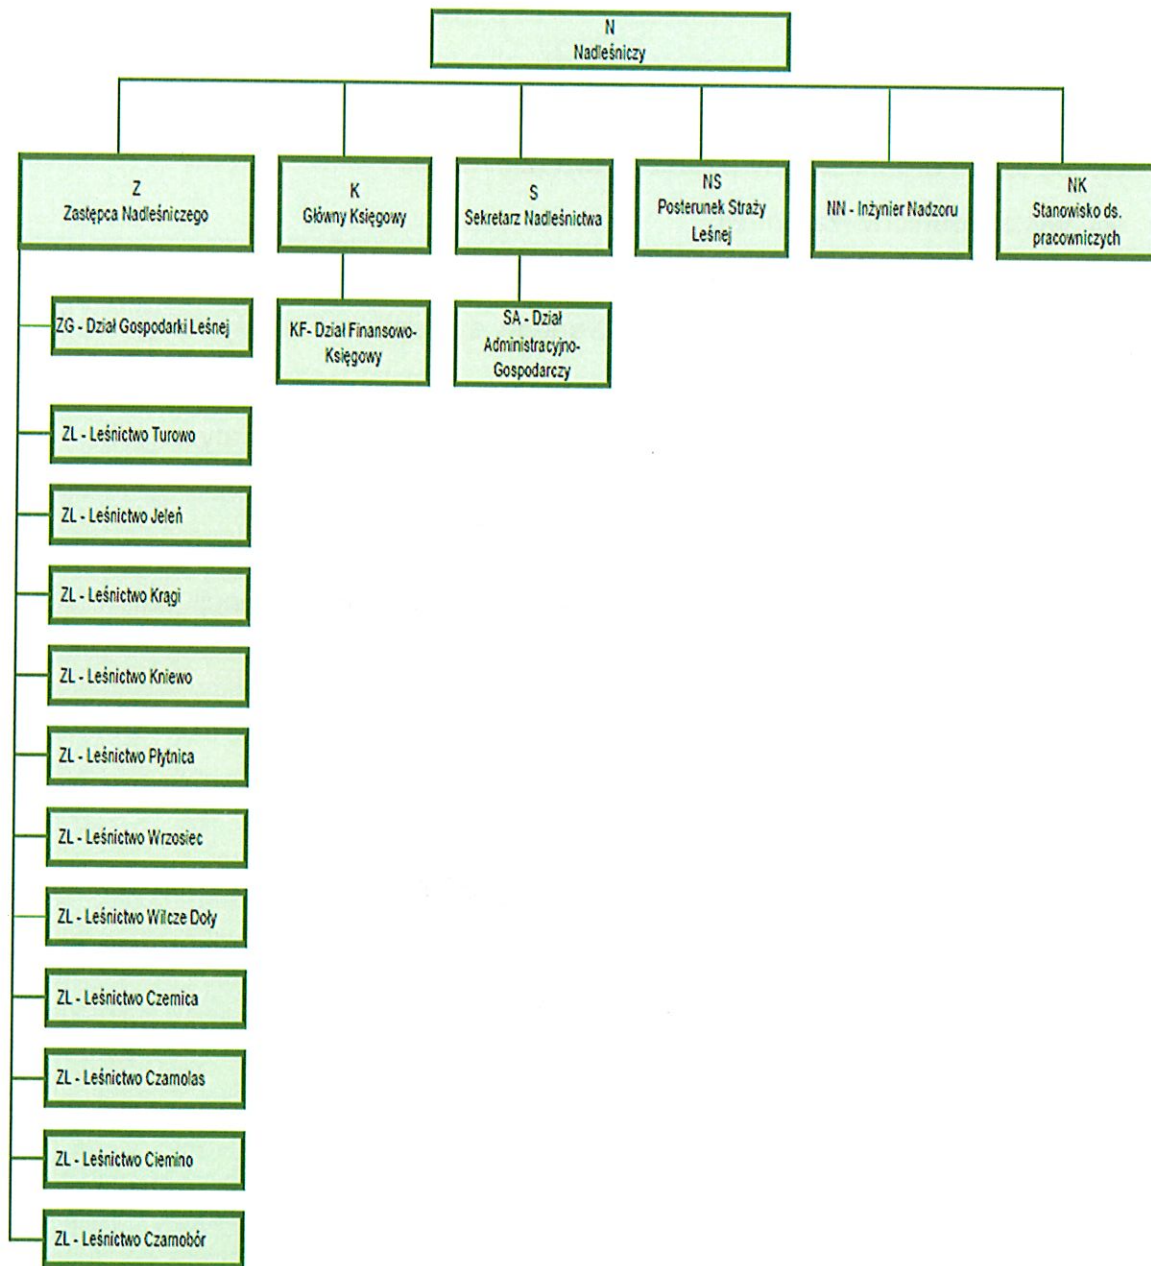 N
Nadleśniczy
Z
Zastępca Nadleśniczego
K
Główny Księgowy
S
Sekretarz Nadleśnictwa
NS
Posterunek Straży
Leśnej
NN - Inżynier Nadzoru
NK
Stanowisko ds.
pracowniczych
ZG - Dział Gospodarki Leśnej
KF- Dział Finansowo-
Księgowy
SA - Dział
Administracyjno-
Gospodarczy
ZL - Leśnictwo Turowo
ZL - Leśnictwo Jeleń
ZL - Leśnictwo Krągi
ZL - Leśnictwo Kniewo
ZL - Leśnictwo Płytnica
ZL - Leśnictwo Wrzosiec
ZL - Leśnictwo Wilcze Doły
ZL - Leśnictwo Czernica
ZL - Leśnictwo Czarnolas
ZL - Leśnictwo Ciemino
ZL - Leśnictwo Czarnobór